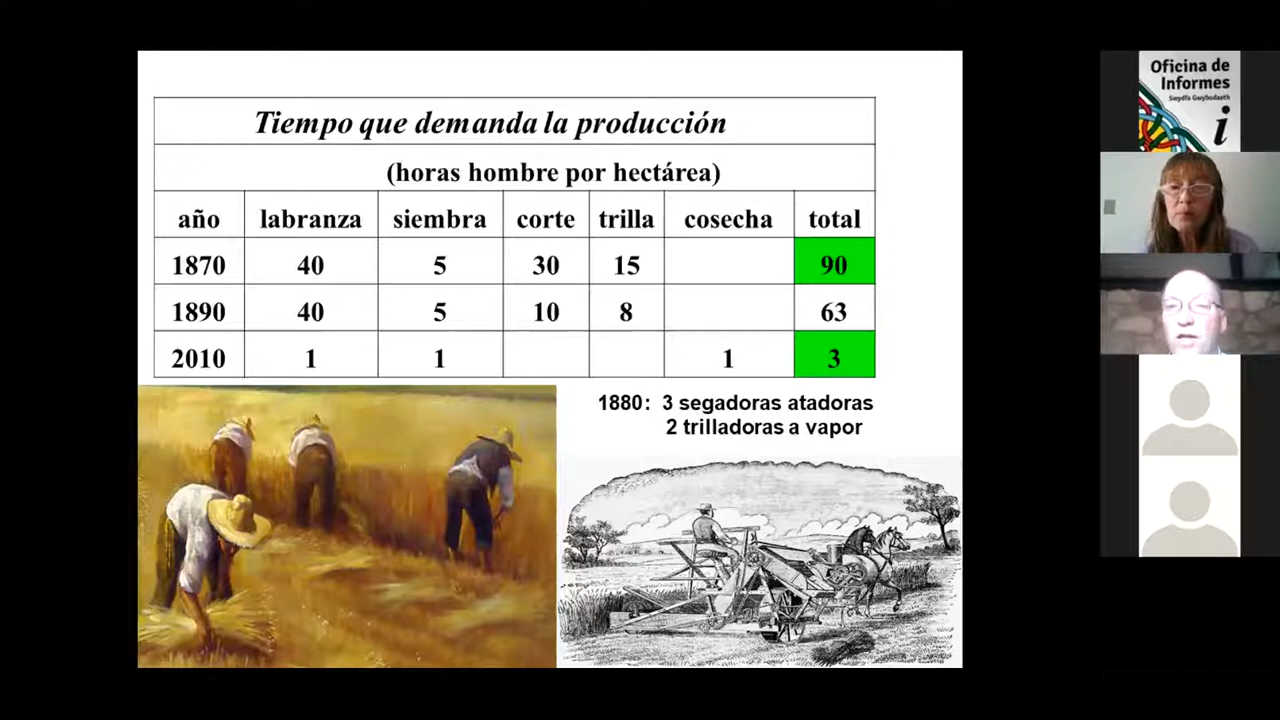 Tiempo que demanda la producción
(horas hombre por hectárea)
año labranza siembra corte trilla cosecha total
1870 40 5 30 15 90
1890 40 5 10 8 63
2010 1 1 1 3
1880: 3 segadoras atadoras
2 trilladoras a vapor
Oficina de
Informes
Swydfa Gwybodaeth
i